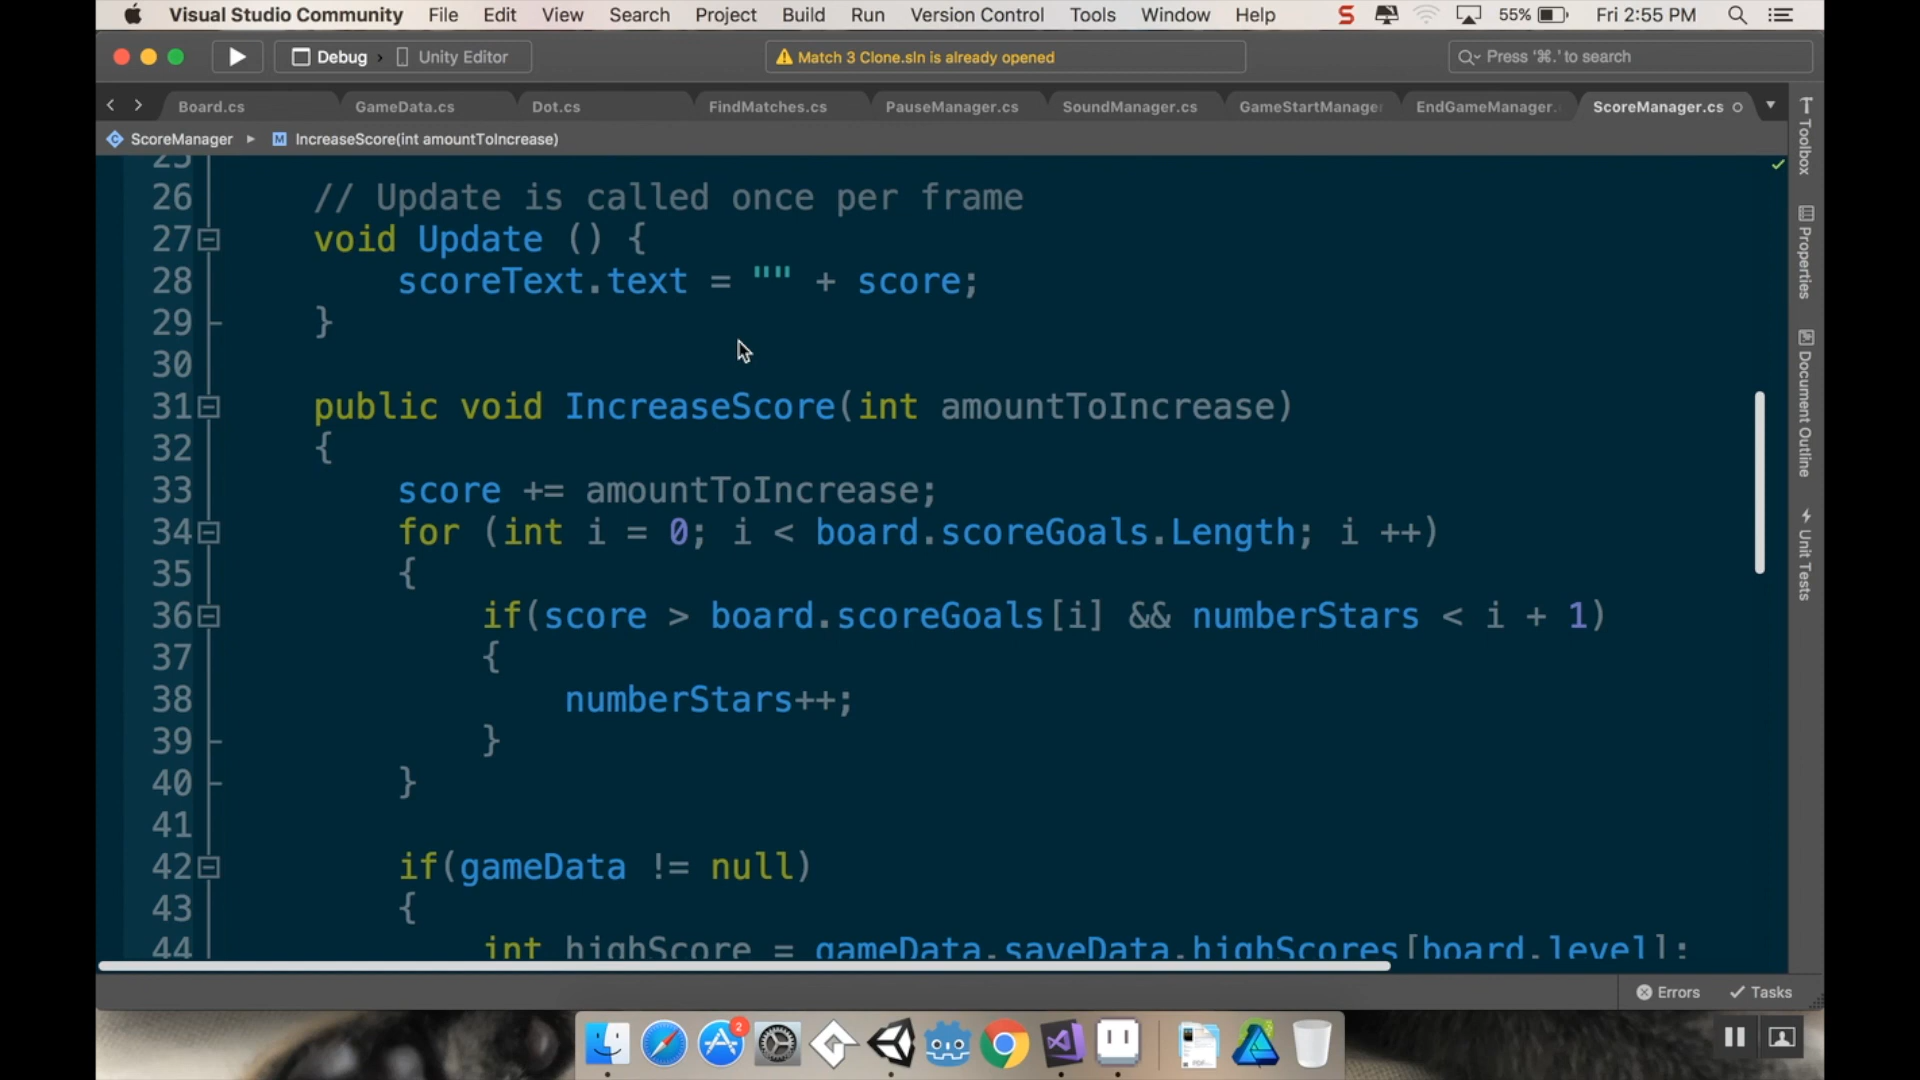 Visual Studio Community File Edit View Search Project Build Run Version Control Tools Window Help S 55% Fri 2:55 PM
Debug Unity Editor Match 3 Clone.sln is already opened Press '⌘.' to search
Board.cs GameData.cs Dot.cs FindMatches.cs PauseManager.cs SoundManager.cs GameStartManager EndGameManager. ScoreManager.cs
ScoreManager M IncreaseScore(int amountToIncrease)
25
26 // Update is called once per frame
27 void Update () {
28 scoreText.text = "" + score;
29 }
30
31 public void IncreaseScore(int amountToIncrease)
32 {
33 score += amountToIncrease;
34 for (int i = 0; i < board.scoreGoals.Length; i ++)
35 {
36 if(score > board.scoreGoals[i] && numberStars < i + 1)
37 {
38 numberStars++;
39 }
40 }
41
42 if(gameData != null)
43 {
44 int highScore = gameData.saveData.highScores[board.level];
Toolbox
Properties
Document Outline
Unit Tests
Errors Tasks
2
PDF